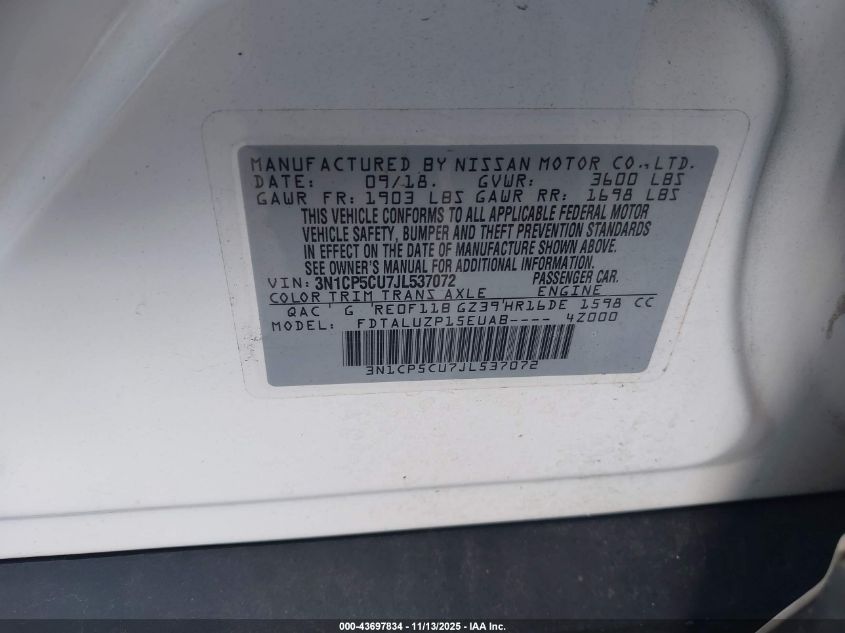 MANUFACTURED BY NISSAN MOTOR CO.,LTD.
DATE: 09/18. GVWR: 3600 LBS
GAWR FR: 1903 LBS GAWR RR: 1698 LBS
THIS VEHICLE CONFORMS TO ALL APPLICABLE FEDERAL MOTOR
VEHICLE SAFETY, BUMPER AND THEFT PREVENTION STANDARDS
IN EFFECT ON THE DATE OF MANUFACTURE SHOWN ABOVE.
SEE OWNER'S MANUAL FOR ADDITIONAL INFORMATION.
VIN: 3N1CP5CU7JL537072 PASSENGER CAR.
COLOR TRIM TRANS AXLE ENGINE
QAC G RE0F11B GZ39 HR16DE 1598 CC
MODEL: FDTALUZP15EUAB---- 4Z000
3N1CP5CU7JL537072
000-43697834 - 11/13/2025 - IAA Inc.